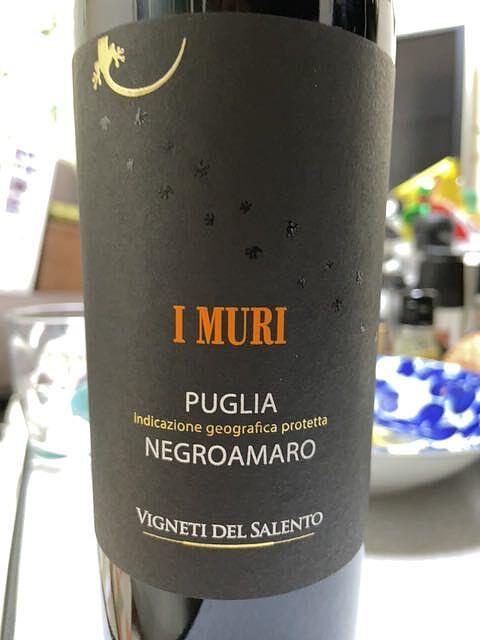 I MURI
PUGLIA
Indicazione geografica protetta
NEGROAMARO
VIGNETI DEL SALENTO